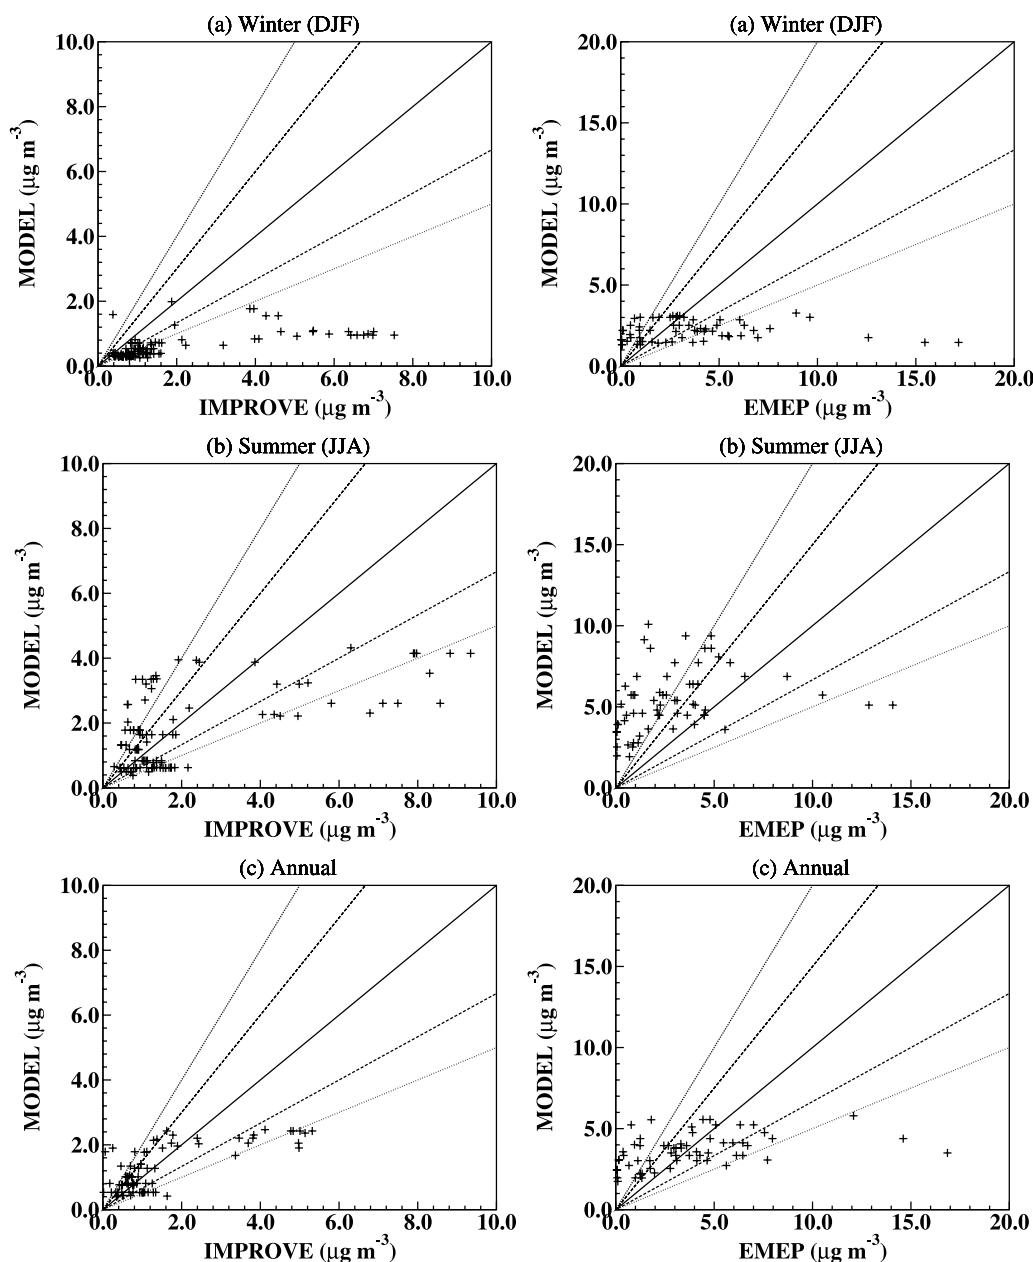 (a) Winter (DJF)
10.0
8.0
6.0
4.0
2.0
0.0
MODEL (μg m-3)
0.0 2.0 4.0 6.0 8.0 10.0
IMPROVE (μg m-3)
(a) Winter (DJF)
20.0
15.0
10.0
5.0
0.0
MODEL (μg m-3)
0.0 5.0 10.0 15.0 20.0
EMEP (μg m-3)
(b) Summer (JJA)
10.0
8.0
6.0
4.0
2.0
0.0
MODEL (μg m-3)
0.0 2.0 4.0 6.0 8.0 10.0
IMPROVE (μg m-3)
(b) Summer (JJA)
20.0
15.0
10.0
5.0
0.0
MODEL (μg m-3)
0.0 5.0 10.0 15.0 20.0
EMEP (μg m-3)
(c) Annual
10.0
8.0
6.0
4.0
2.0
0.0
MODEL (μg m-3)
0.0 2.0 4.0 6.0 8.0 10.0
IMPROVE (μg m-3)
(c) Annual
20.0
15.0
10.0
5.0
0.0
MODEL (μg m-3)
0.0 5.0 10.0 15.0 20.0
EMEP (μg m-3)